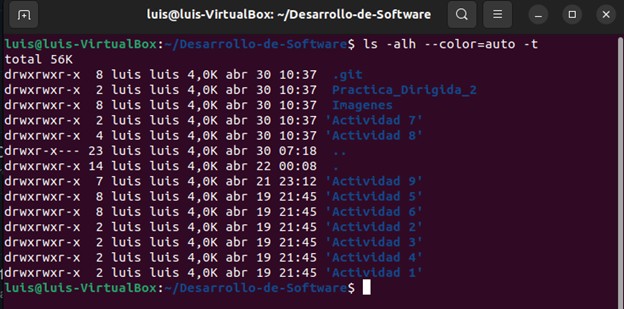 luis@luis-VirtualBox: ~/Desarrollo-de-Software
luis@luis-VirtualBox:~/Desarrollo-de-Software$ ls -alh --color=auto -t
total 56K
drwxrwxr-x  8 luis luis 4,0K abr 30 10:37  .git
drwxrwxr-x  2 luis luis 4,0K abr 30 10:37  Practica_Dirigida_2
drwxrwxr-x  8 luis luis 4,0K abr 30 10:37  Imagenes
drwxrwxr-x  2 luis luis 4,0K abr 30 10:37 'Actividad 7'
drwxrwxr-x  4 luis luis 4,0K abr 30 10:37 'Actividad 8'
drwxr-x--- 23 luis luis 4,0K abr 30 07:18  ..
drwxrwxr-x 14 luis luis 4,0K abr 22 00:08  .
drwxrwxr-x  7 luis luis 4,0K abr 21 23:12 'Actividad 9'
drwxrwxr-x  8 luis luis 4,0K abr 19 21:45 'Actividad 5'
drwxrwxr-x  8 luis luis 4,0K abr 19 21:45 'Actividad 6'
drwxrwxr-x  2 luis luis 4,0K abr 19 21:45 'Actividad 2'
drwxrwxr-x  2 luis luis 4,0K abr 19 21:45 'Actividad 3'
drwxrwxr-x  2 luis luis 4,0K abr 19 21:45 'Actividad 4'
drwxrwxr-x  2 luis luis 4,0K abr 19 21:45 'Actividad 1'
luis@luis-VirtualBox:~/Desarrollo-de-Software$